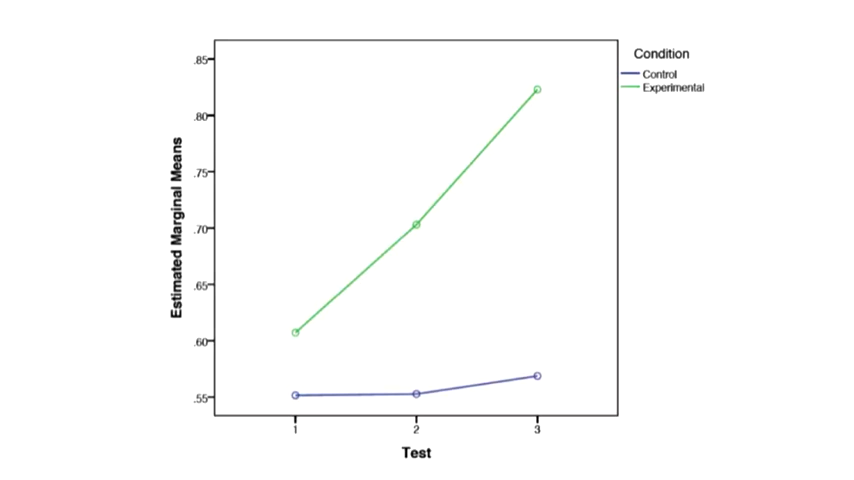 Condition
Control
Experimental
Estimated Marginal Means
.85
.80
.75
.70
.65
.60
.55
1 2 3
Test